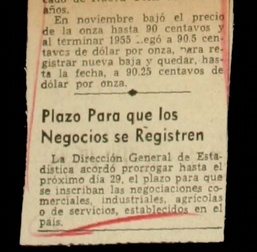 años.
En noviembre bajó el precio
de la onza hasta 90 centavos y
al terminar 1955 egó a 90.5 cen-
tavos de dólar por onza, para re-
gistrar nueva baja y quedar, hasta
la fecha, a 90.25 centavos de
dólar por onza.
Plazo Para que los
Negocios se Registren
La Dirección General de Esta-
dística acordó prorrogar hasta el
próximo día 29, el plazo para que
se inscriban las negociaciones co-
merciales, industriales, agrícolas
o de servicios, establecidos en el
país.